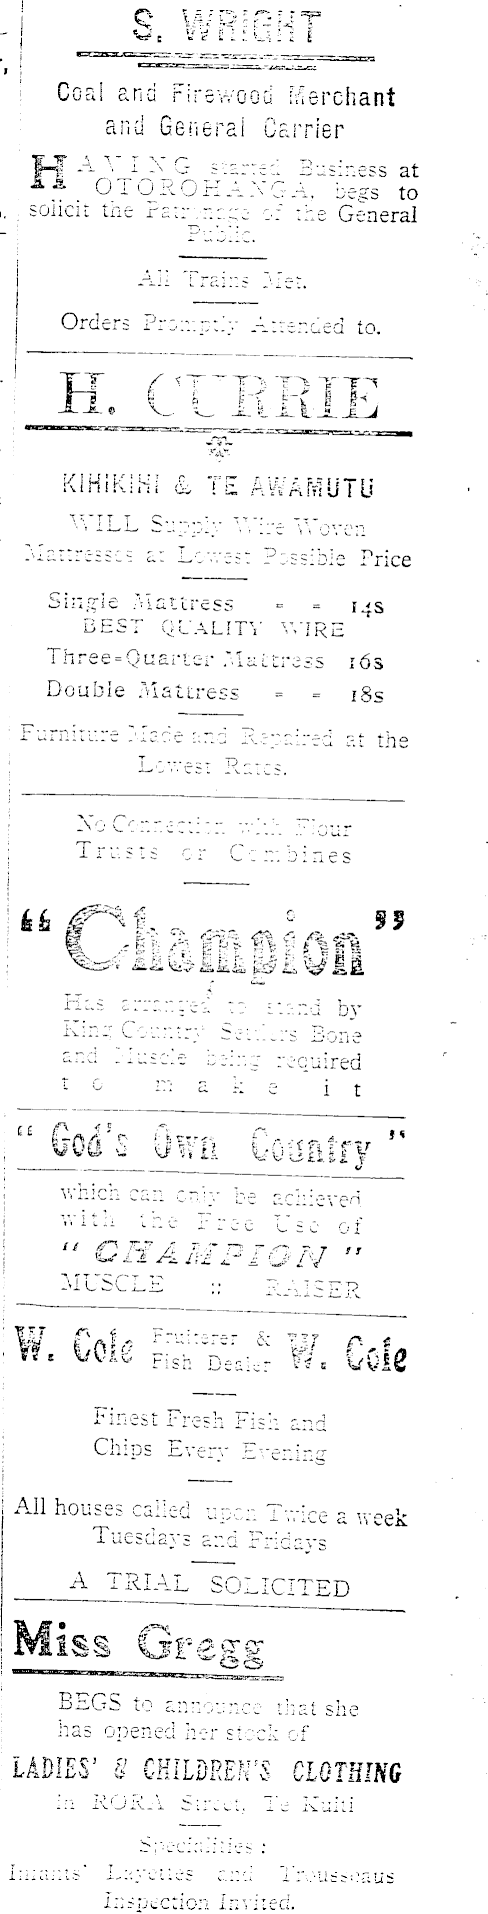 S. WRIGHT
Coal and Firewood Merchant
and General Carrier
HAVING started Business at
OTOROHANGA, begs to
solicit the Patronage of the General
Public.
All Trains Met.
Orders Promptly Attended to.
H. CURRIE
KIHIKIHI & TE AWAMUTU
WILL Supply Wire Woven
Mattresses at Lowest Possible Price
Single Mattress = = 14s
BEST QUALITY WIRE
Three=Quarter Mattress 16s
Double Mattress = = 18s
Furniture Made and Repaired at the
Lowest Rates.
No Connection with Flour
Trusts or Combines
"Champion"
Has arranged to stand by
King Country Settlers Bone
and Muscle being required
to make it
"God's Own Country"
which can only be achieved
with the Free Use of
"CHAMPION"
MUSCLE :: RAISER
W. Cole Fruiterer & Fish Dealer W. Cole
Finest Fresh Fish and
Chips Every Evening
All houses called upon Twice a week
Tuesdays and Fridays
A TRIAL SOLICITED
Miss Gregg
BEGS to announce that she
has opened her stock of
LADIES' & CHILDREN'S CLOTHING
in RORA Street, Te Kuiti
Specialities :
Infants' Layettes and Trousseaus
Inspection Invited.